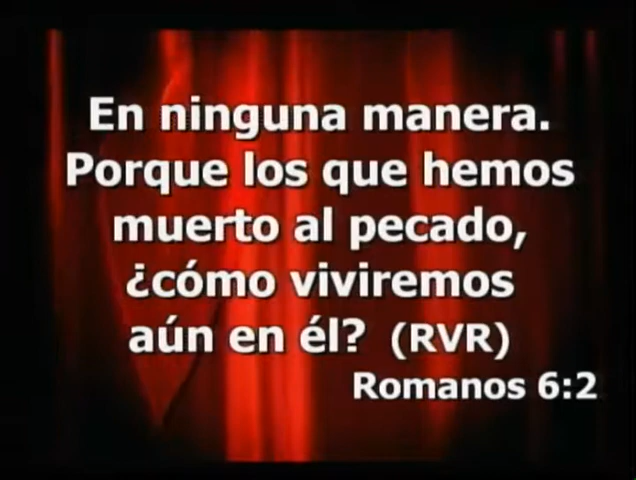 En ninguna manera.
Porque los que hemos
muerto al pecado,
¿cómo viviremos
aún en él? (RVR)
Romanos 6:2